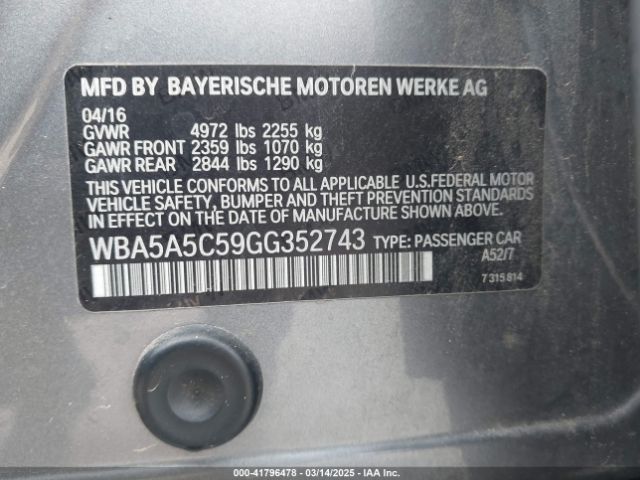 MFD BY BAYERISCHE MOTOREN WERKE AG
04/16
GVWR 4972 lbs 2255 kg
GAWR FRONT 2359 lbs 1070 kg
GAWR REAR 2844 lbs 1290 kg
THIS VEHICLE CONFORMS TO ALL APPLICABLE U.S.FEDERAL MOTOR
VEHICLE SAFETY, BUMPER AND THEFT PREVENTION STANDARDS
IN EFFECT ON THE DATE OF MANUFACTURE SHOWN ABOVE.
WBA5A5C59GG352743 TYPE: PASSENGER CAR
A52/7
7 315 814
000-41796478 — 03/14/2025 — IAA Inc.